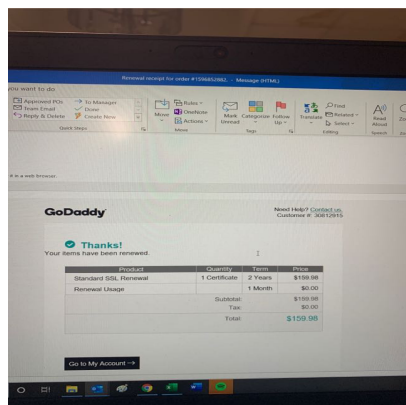 Renewal receipt for order #1596852882. - Message (HTML)
you want to do
Approved POs
To Manager
Team Email
Done
Reply & Delete
Create New
Quick Steps
Move
Rules
OneNote
Actions
Move
Mark Unread
Categorize
Follow Up
Tags
Translate
Find
Related
Select
Editing
Read Aloud
Speech
Zoo
it in a web browser.
GoDaddy
Need Help? Contact us.
Customer #: 30812915
Thanks!
Your items have been renewed.
Product Quantity Term Price
Standard SSL Renewal 1 Certificate 2 Years $159.98
Renewal Usage 1 Month $0.00
Subtotal: $159.98
Tax: $0.00
Total: $159.98
Go to My Account →